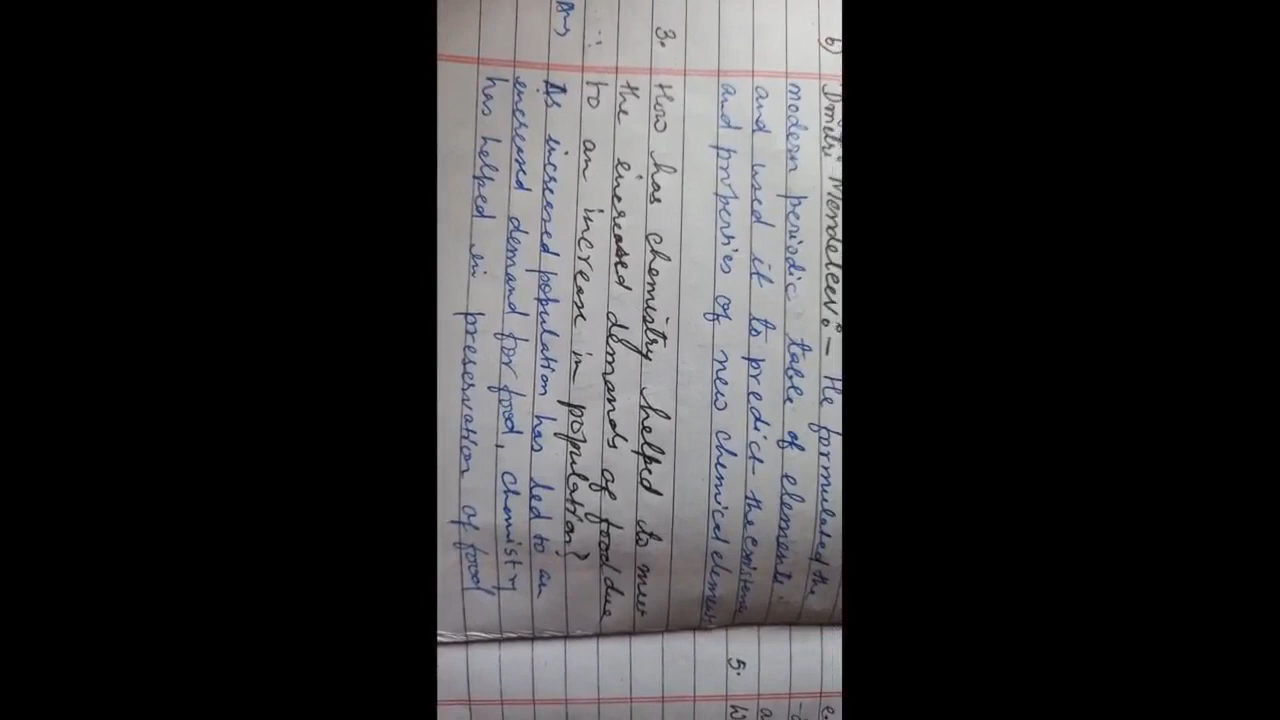 b) Dmitri Mendeleev:- He formulated the
modern periodic table of elements.
and used it to predict the existence
and properties of new chemical elements
3. How has chemistry helped to meet
the increased demands of food due
to an increase in population?
Ans As increased population has led to an
increased demand for food, chemistry
has helped in preservation of food
5.